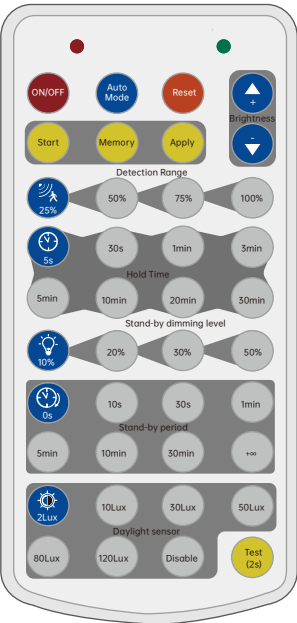 ON/OFF
Auto
Mode
Reset
+
Brightness
-
Start
Memory
Apply
Detection Range
25%
50%
75%
100%
5s
30s
1min
3min
Hold Time
5min
10min
20min
30min
Stand-by dimming level
10%
20%
30%
50%
0s
10s
30s
1min
Stand-by period
5min
10min
30min
+∞
2Lux
10Lux
30Lux
50Lux
Daylight sensor
80Lux
120Lux
Disable
Test
(2s)